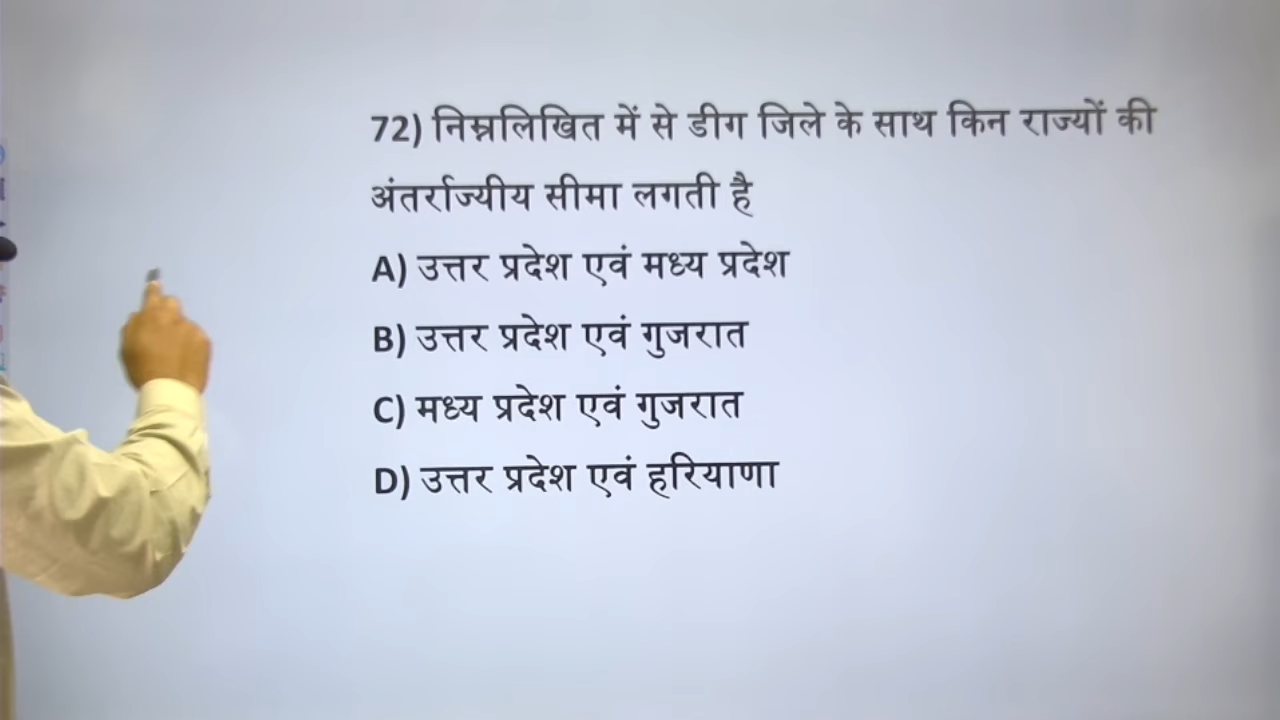 72) निम्नलिखित में से डीग जिले के साथ किन राज्यों की
अंतर्राज्यीय सीमा लगती है
A) उत्तर प्रदेश एवं मध्य प्रदेश
B) उत्तर प्रदेश एवं गुजरात
C) मध्य प्रदेश एवं गुजरात
D) उत्तर प्रदेश एवं हरियाणा